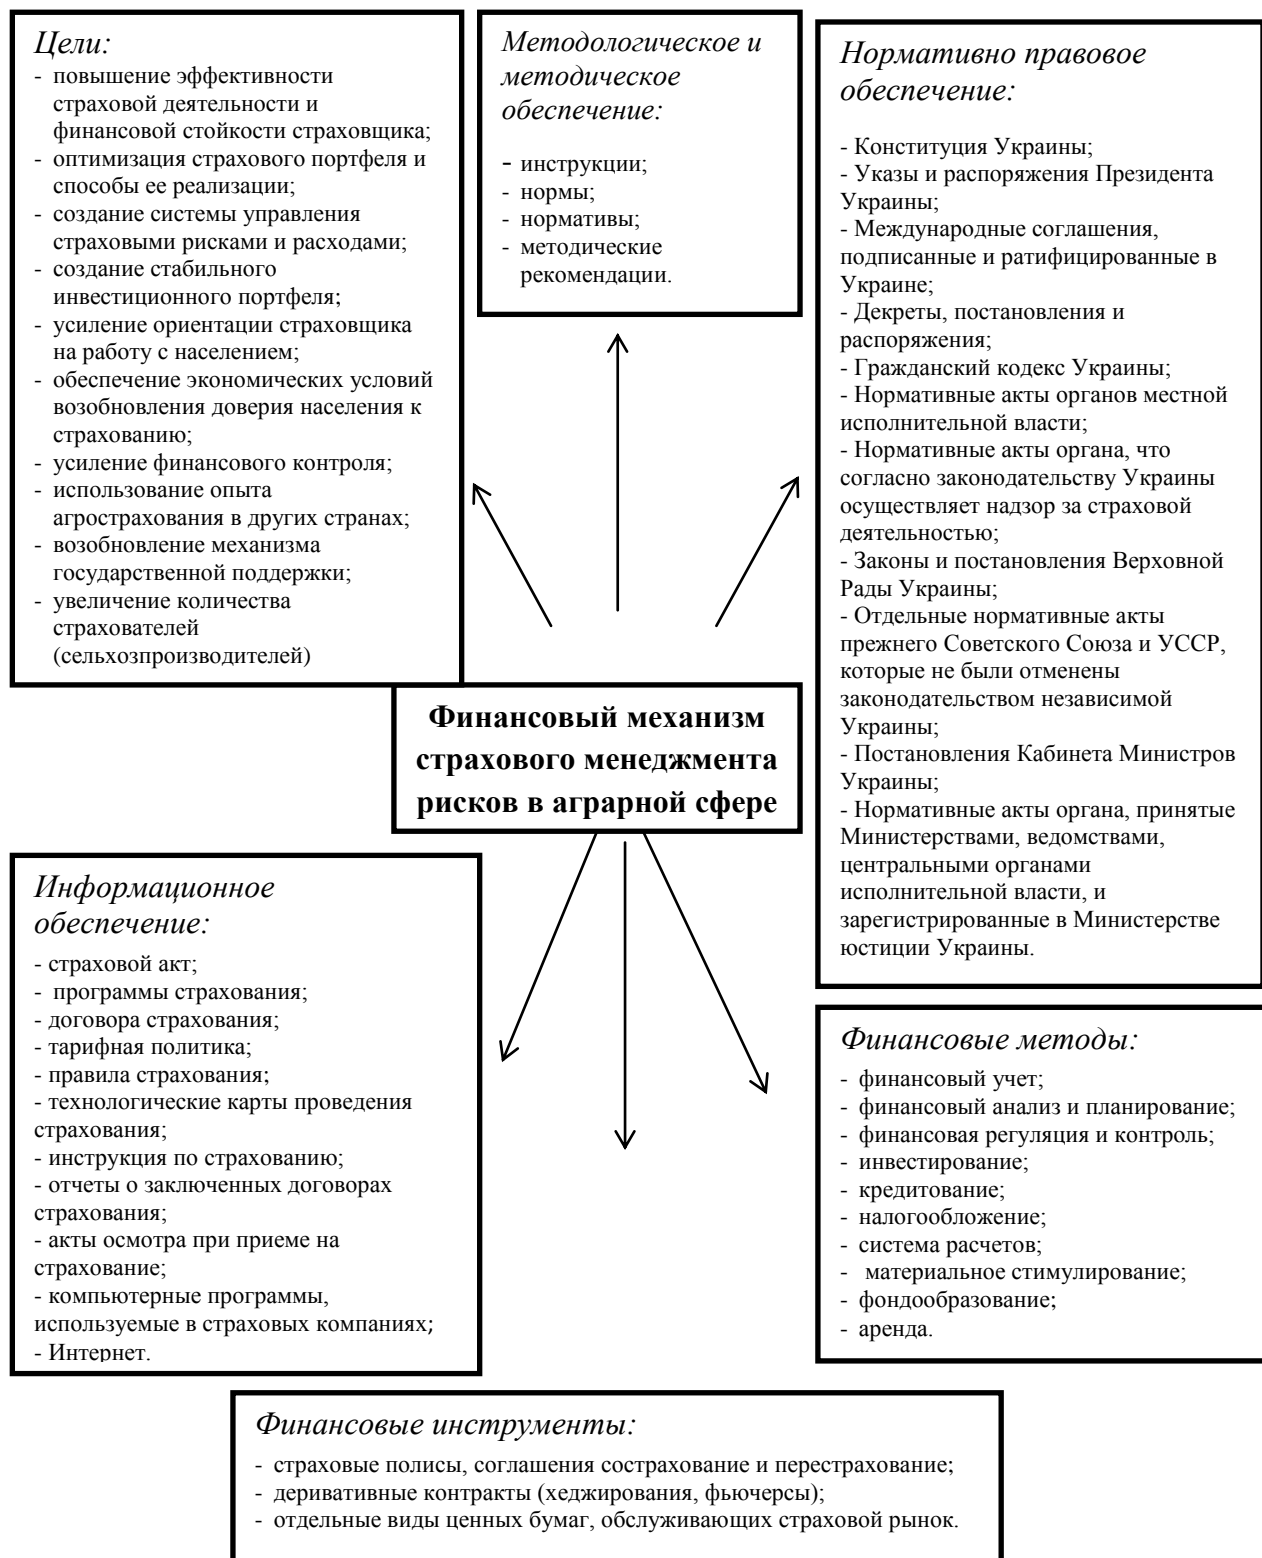 Цели:
- повышение эффективности
страховой деятельности и
финансовой стойкости страховщика;
- оптимизация страхового портфеля и
способы ее реализации;
- создание системы управления
страховыми рисками и расходами;
- создание стабильного
инвестиционного портфеля;
- усиление ориентации страховщика
на работу с населением;
- обеспечение экономических условий
возобновления доверия населения к
страхованию;
- усиление финансового контроля;
- использование опыта
агрострахования в других странах;
- возобновление механизма
государственной поддержки;
- увеличение количества
страхователей
(сельхозпроизводителей)
Методологическое и
методическое
обеспечение:
- инструкции;
- нормы;
- нормативы;
- методические
рекомендации.
Нормативно правовое
обеспечение:
- Конституция Украины;
- Указы и распоряжения Президента
Украины;
- Международные соглашения,
подписанные и ратифицированные в
Украине;
- Декреты, постановления и
распоряжения;
- Гражданский кодекс Украины;
- Нормативные акты органов местной
исполнительной власти;
- Нормативные акты органа, что
согласно законодательству Украины
осуществляет надзор за страховой
деятельностью;
- Законы и постановления Верховной
Рады Украины;
- Отдельные нормативные акты
прежнего Советского Союза и УССР,
которые не были отменены
законодательством независимой
Украины;
- Постановления Кабинета Министров
Украины;
- Нормативные акты органа, принятые
Министерствами, ведомствами,
центральными органами
исполнительной власти, и
зарегистрированные в Министерстве
юстиции Украины.
Финансовый механизм
страхового менеджмента
рисков в аграрной сфере
Информационное
обеспечение:
- страховой акт;
- программы страхования;
- договора страхования;
- тарифная политика;
- правила страхования;
- технологические карты проведения
страхования;
- инструкция по страхованию;
- отчеты о заключенных договорах
страхования;
- акты осмотра при приеме на
страхование;
- компьютерные программы,
используемые в страховых компаниях;
- Интернет.
Финансовые методы:
- финансовый учет;
- финансовый анализ и планирование;
- финансовая регуляция и контроль;
- инвестирование;
- кредитование;
- налогообложение;
- система расчетов;
- материальное стимулирование;
- фондообразование;
- аренда.
Финансовые инструменты:
- страховые полисы, соглашения сострахование и перестрахование;
- деривативные контракты (хеджирования, фьючерсы);
- отдельные виды ценных бумаг, обслуживающих страховой рынок.